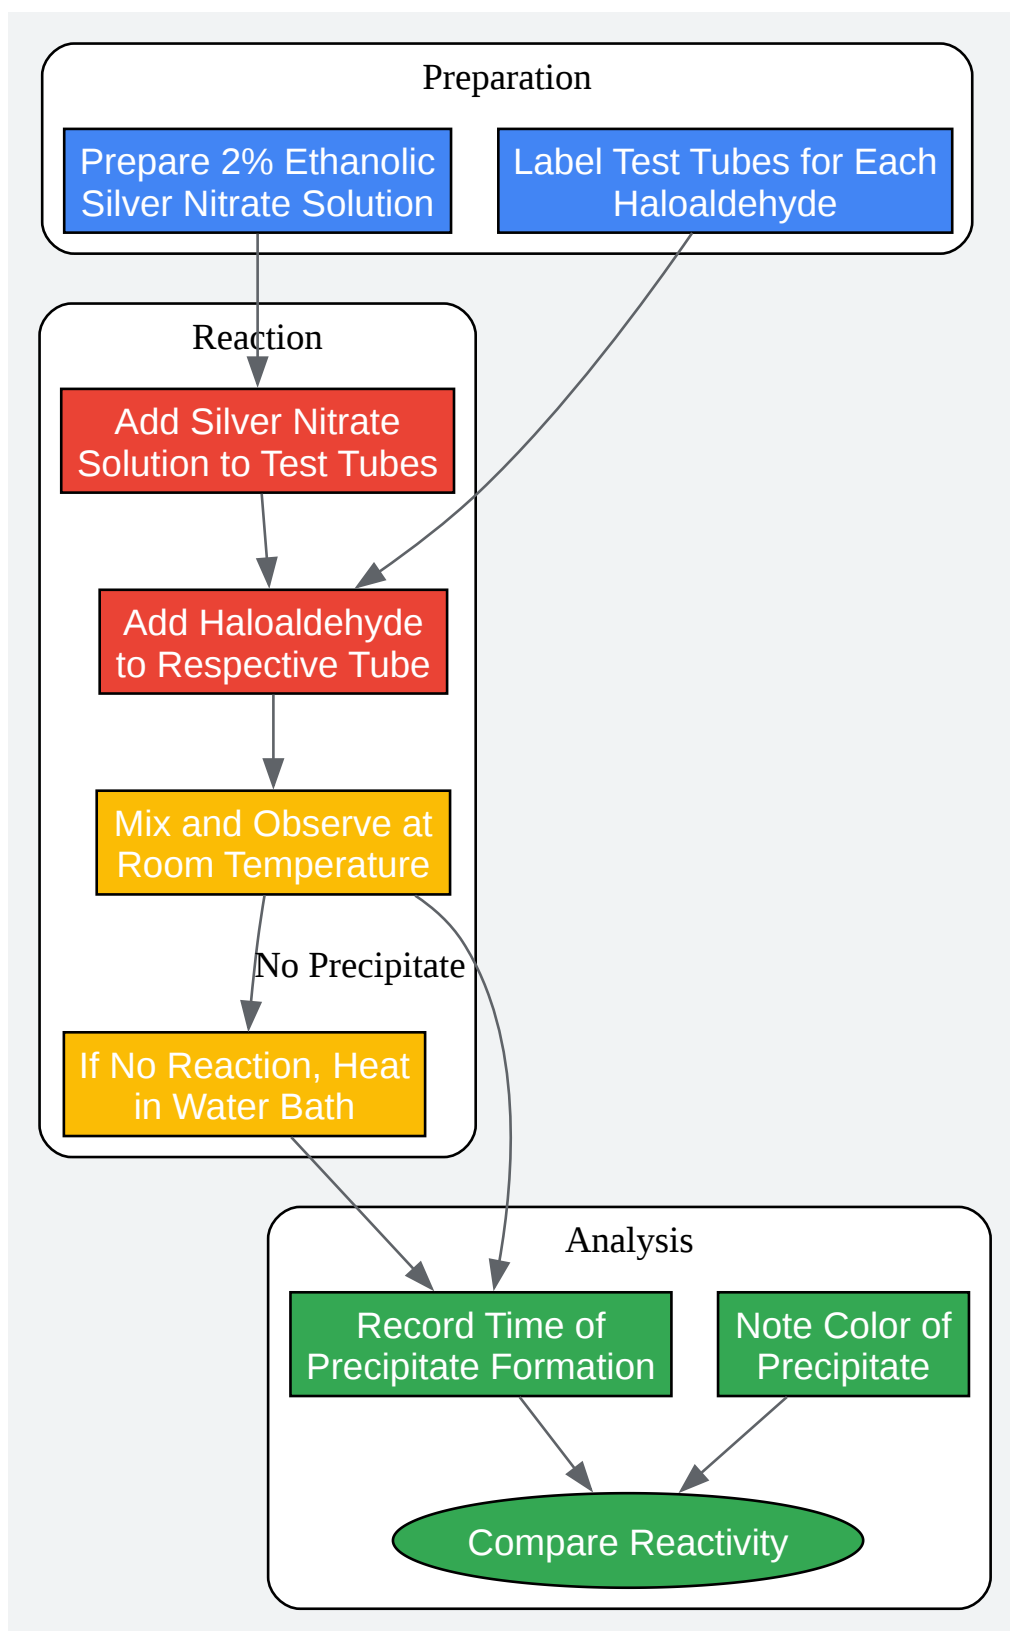 Preparation
Prepare 2% Ethanolic
Silver Nitrate Solution
Label Test Tubes for Each
Haloaldehyde
Reaction
Add Silver Nitrate
Solution to Test Tubes
Add Haloaldehyde
to Respective Tube
Mix and Observe at
Room Temperature
No Precipitate
If No Reaction, Heat
in Water Bath
Analysis
Record Time of
Precipitate Formation
Note Color of
Precipitate
Compare Reactivity